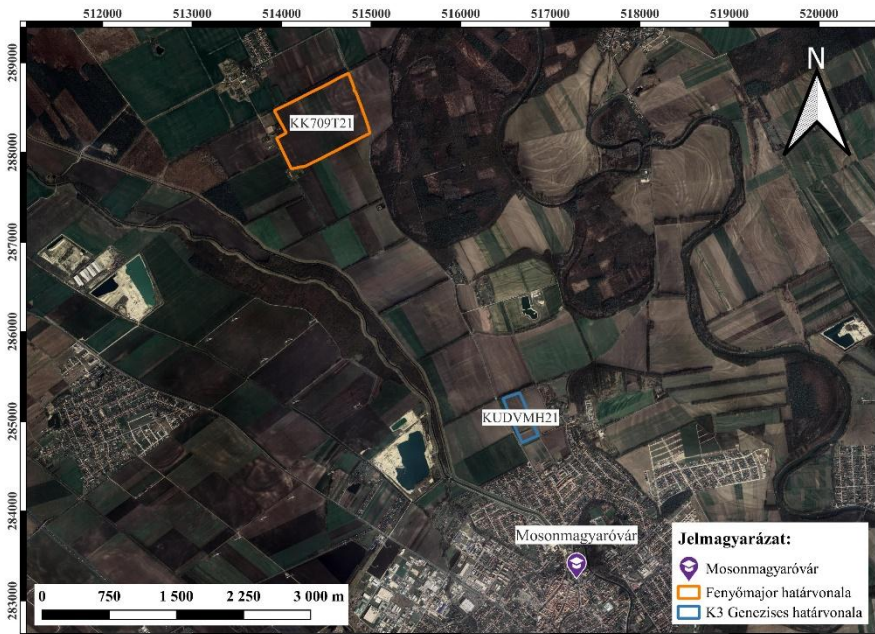 512000 513000 514000 515000 516000 517000 518000 519000 520000
289000
288000
287000
286000
285000
284000
283000
N
KK709T21
KUDVMH21
Mosonmagyaróvár
Jelmagyarázat:
Mosonmagyaróvár
Fenyőmajor határvonala
K3 Genezises határvonala
0 750 1 500 2 250 3 000 m